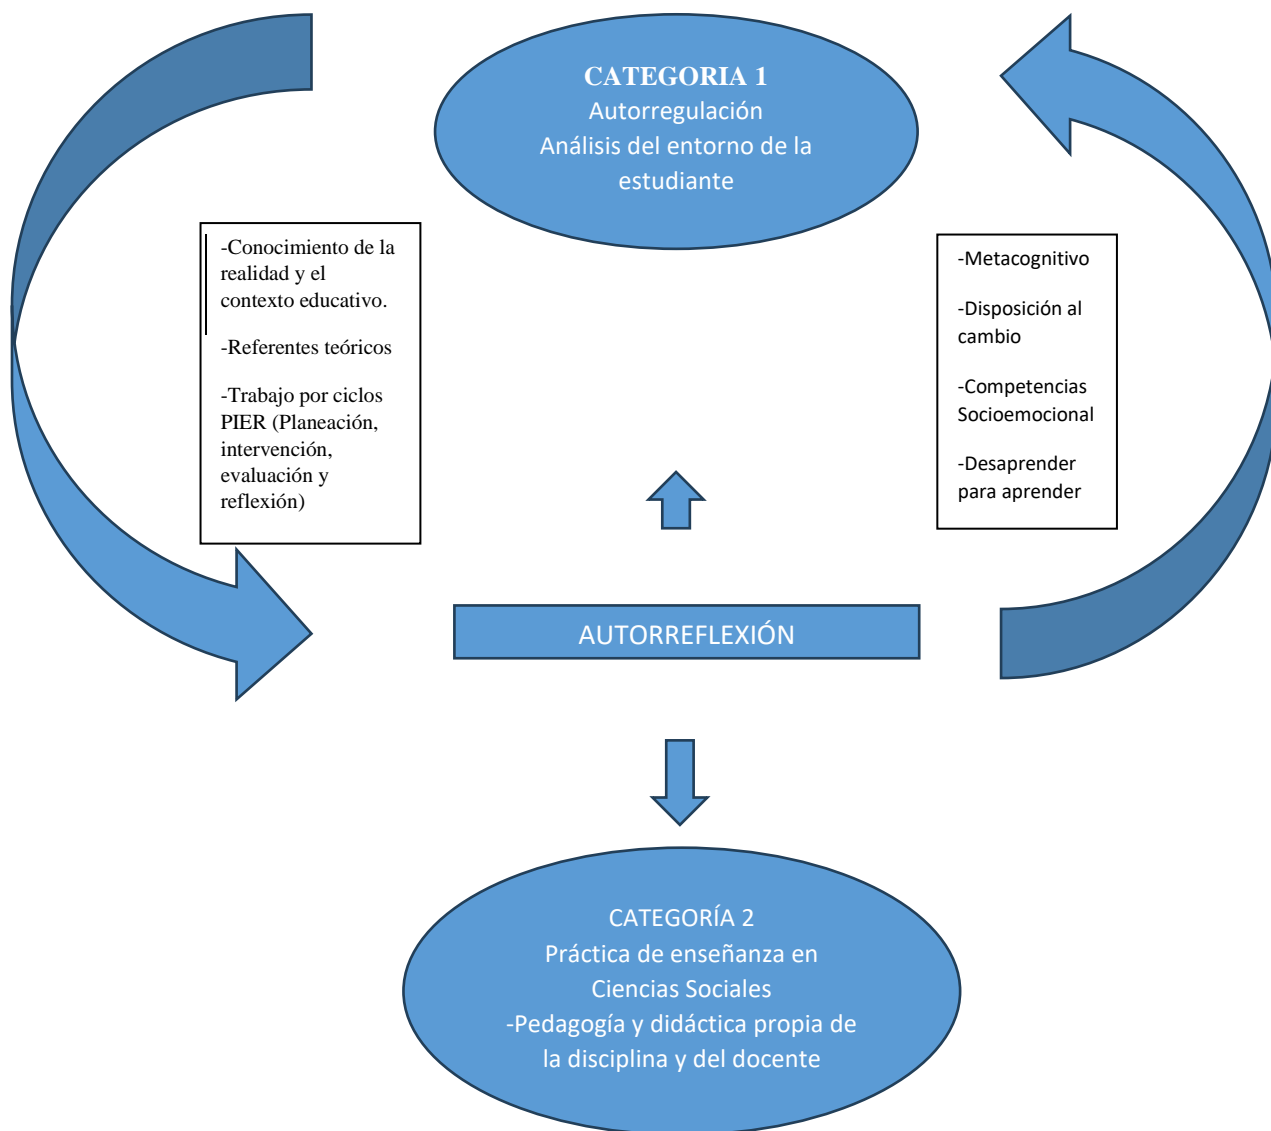 CATEGORIA 1
Autorregulación
Análisis del entorno de la
estudiante
-Conocimiento de la
realidad y el
contexto educativo.
-Referentes teóricos
-Trabajo por ciclos
PIER (Planeación,
intervención,
evaluación y
reflexión)
-Metacognitivo
-Disposición al
cambio
-Competencias
Socioemocional
-Desaprender
para aprender
AUTORREFLEXIÓN
CATEGORÍA 2
Práctica de enseñanza en
Ciencias Sociales
-Pedagogía y didáctica propia de
la disciplina y del docente